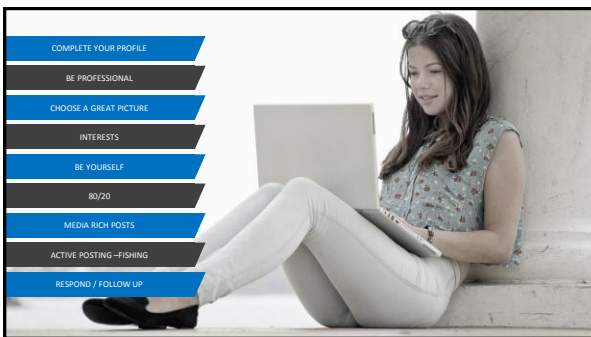 COMPLETE YOUR PROFILE
BE PROFESSIONAL
CHOOSE A GREAT PICTURE
INTERESTS
BE YOURSELF
80/20
MEDIA RICH POSTS
ACTIVE POSTING –FISHING
RESPOND / FOLLOW UP